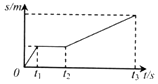 s/m
0
t₁
t₂
t₃ t/s